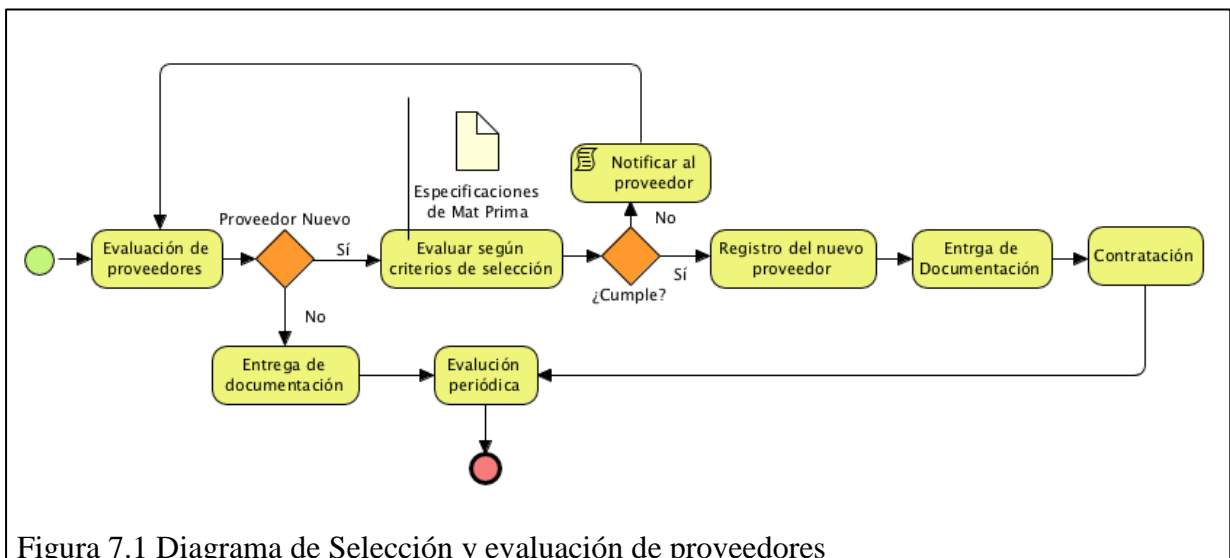 Especificaciones
de Mat Prima
Notificar al
proveedor
Proveedor Nuevo
No
Evaluación de
proveedores
Sí
Evaluar según
criterios de selección
¿Cumple?
Sí
Registro del nuevo
proveedor
Entrga de
Documentación
Contratación
No
Entrega de
documentación
Evalución
periódica
Figura 7.1 Diagrama de Selección y evaluación de proveedores